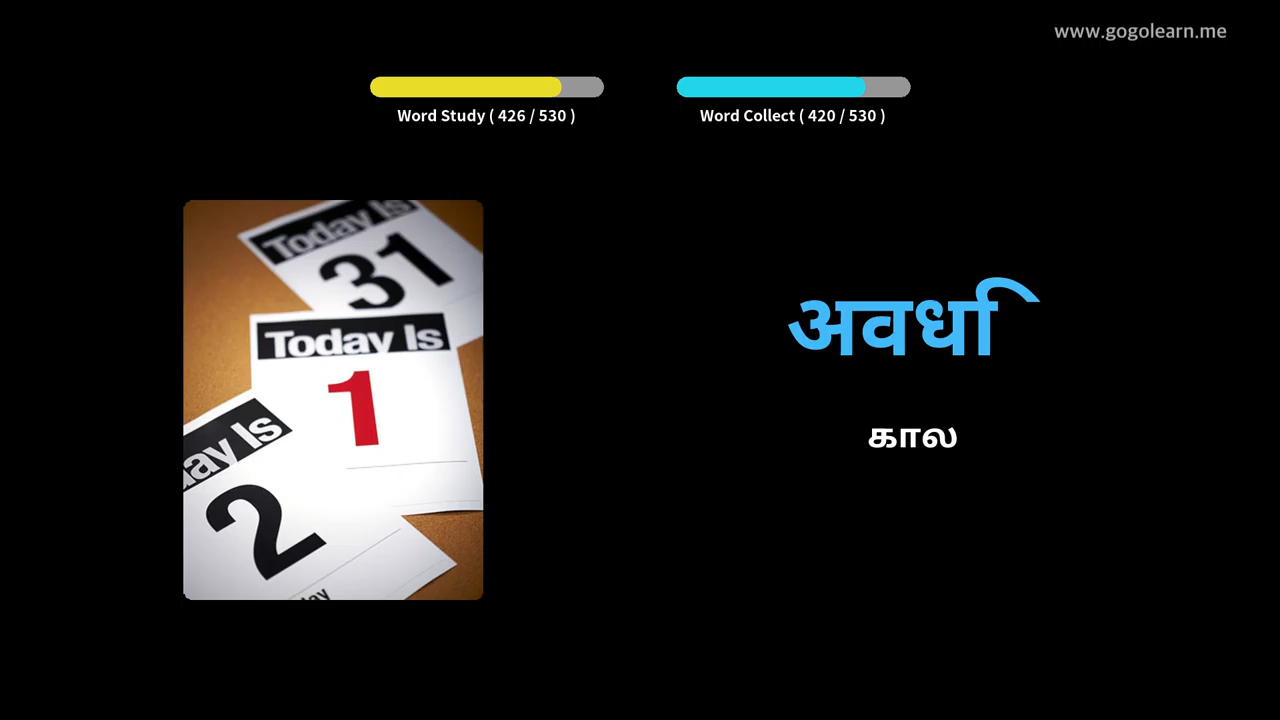 www.gogolearn.me
Word Study ( 426 / 530 )
Word Collect ( 420 / 530 )
Today Is
31
Today Is
1
ay Is
2
अवधि
கால